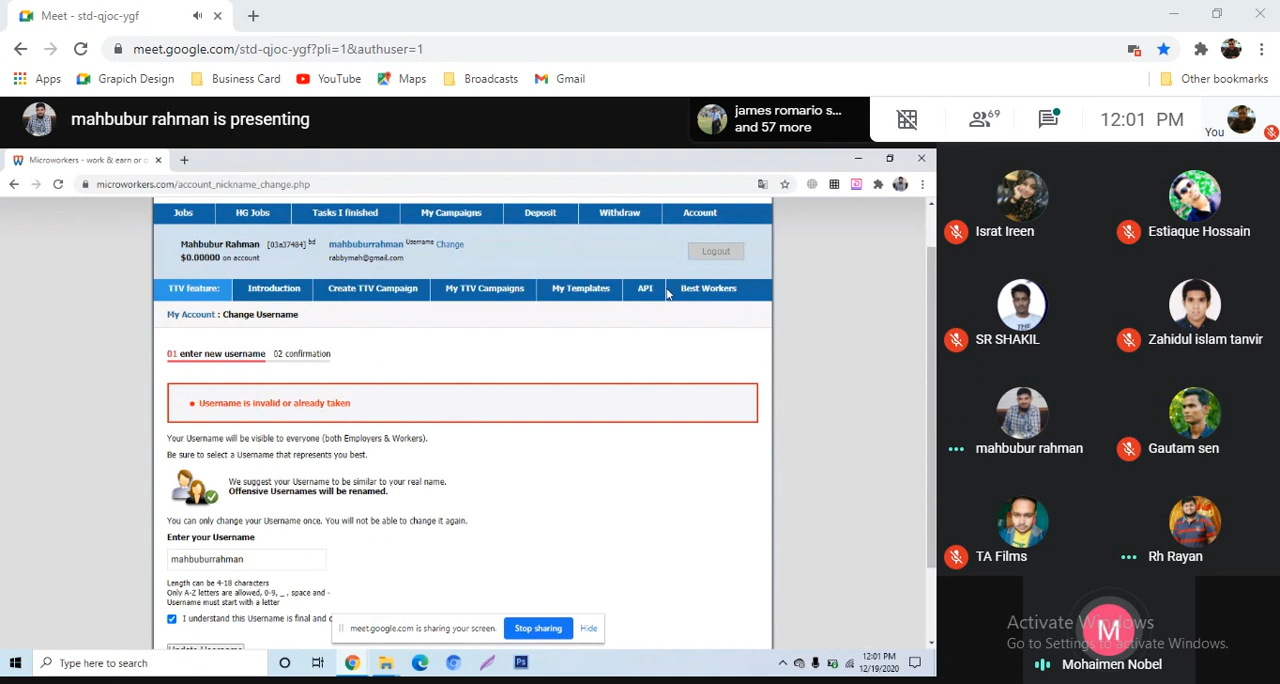 Meet - std-qjoc-ygf
meet.google.com/std-qjoc-ygf?pli=1&authuser=1
Apps
Grapich Design
Business Card
YouTube
Maps
Broadcasts
Gmail
Other bookmarks
mahbubur rahman is presenting
james romario s...
and 57 more
69
12:01 PM
You
Microworkers - work & earn or o
microworkers.com/account_nickname_change.php
Jobs
HG Jobs
Tasks I finished
My Campaigns
Deposit
Withdraw
Account
Mahbubur Rahman [03a37484] bd
$0.00000 on account
mahbuburrahman Username Change
rabbymah@gmail.com
Logout
TTV feature:
Introduction
Create TTV Campaign
My TTV Campaigns
My Templates
API
Best Workers
My Account : Change Username
01 enter new username 02 confirmation
Username is invalid or already taken
Your Username will be visible to everyone (both Employers & Workers).
Be sure to select a Username that represents you best.
We suggest your Username to be similar to your real name.
Offensive Usernames will be renamed.
You can only change your Username once. You will not be able to change it again.
Enter your Username
mahbuburrahman
Length can be 4-18 characters
Only A-Z letters are allowed, 0-9, _ , space and -
Username must start with a letter
I understand this Username is final and
Update Username
meet.google.com is sharing your screen.
Stop sharing
Hide
Type here to search
Ps
12:01 PM
12/19/2020
Israt Ireen
Estiaque Hossain
SR SHAKIL
Zahidul islam tanvir
mahbubur rahman
Gautam sen
TA Films
Rh Rayan
M
Mohaimen Nobel
Activate Windows
Go to Settings to activate Windows.